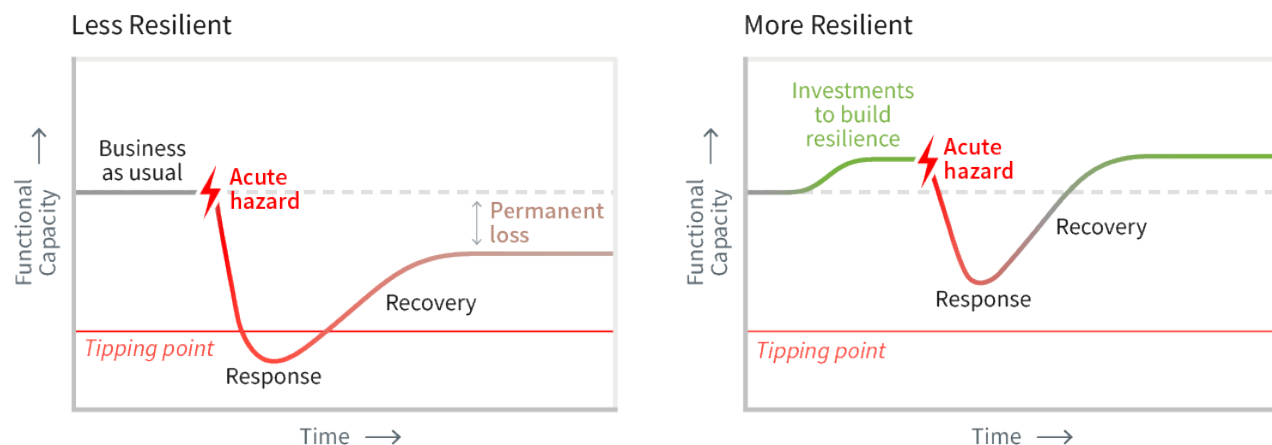 Less Resilient
Functional
Capacity
Business
as usual
Acute
hazard
Permanent
loss
Recovery
Tipping point
Response
Time
More Resilient
Functional
Capacity
Investments
to build
resilience
Acute
hazard
Recovery
Response
Tipping point
Time